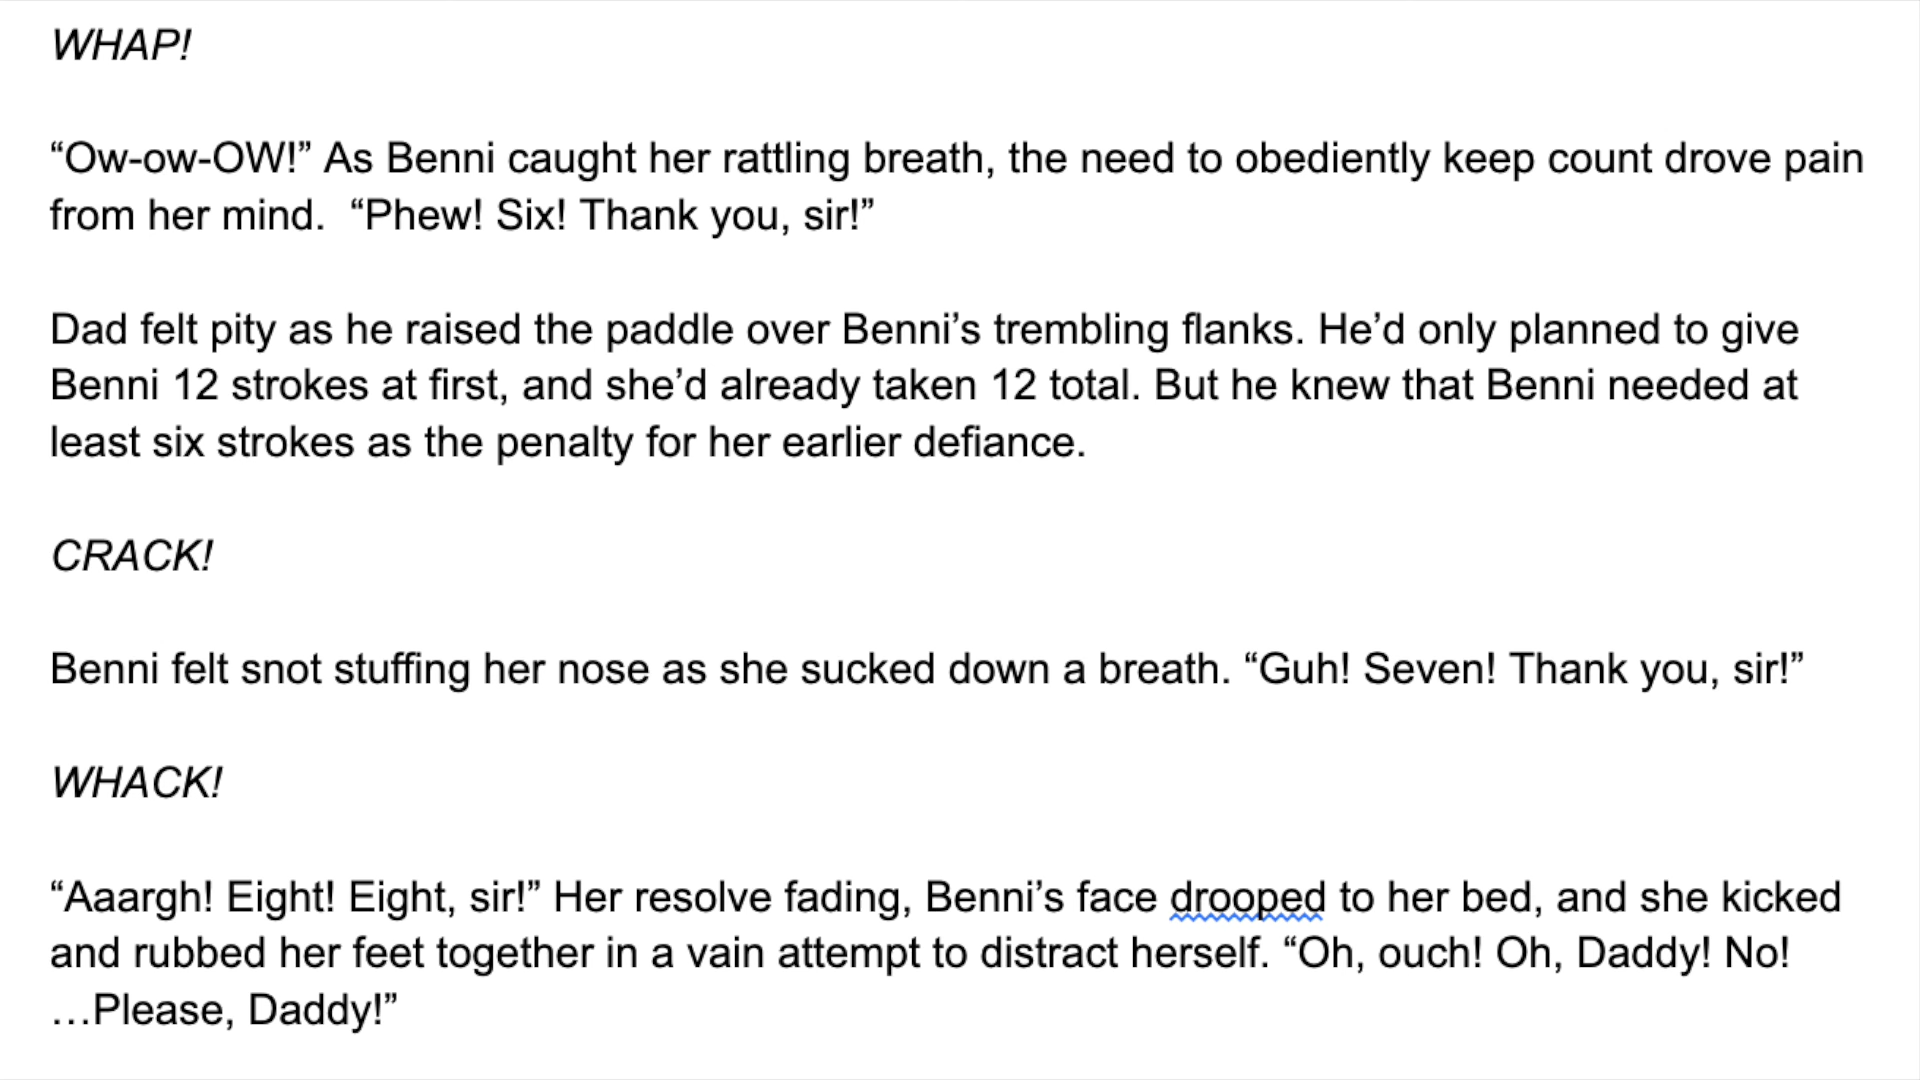 WHAP!
“Ow-ow-OW!” As Benni caught her rattling breath, the need to obediently keep count drove pain
from her mind.  “Phew! Six! Thank you, sir!”
Dad felt pity as he raised the paddle over Benni’s trembling flanks. He’d only planned to give
Benni 12 strokes at first, and she’d already taken 12 total. But he knew that Benni needed at
least six strokes as the penalty for her earlier defiance.
CRACK!
Benni felt snot stuffing her nose as she sucked down a breath. “Guh! Seven! Thank you, sir!”
WHACK!
“Aaargh! Eight! Eight, sir!” Her resolve fading, Benni’s face drooped to her bed, and she kicked
and rubbed her feet together in a vain attempt to distract herself. “Oh, ouch! Oh, Daddy! No!
…Please, Daddy!”